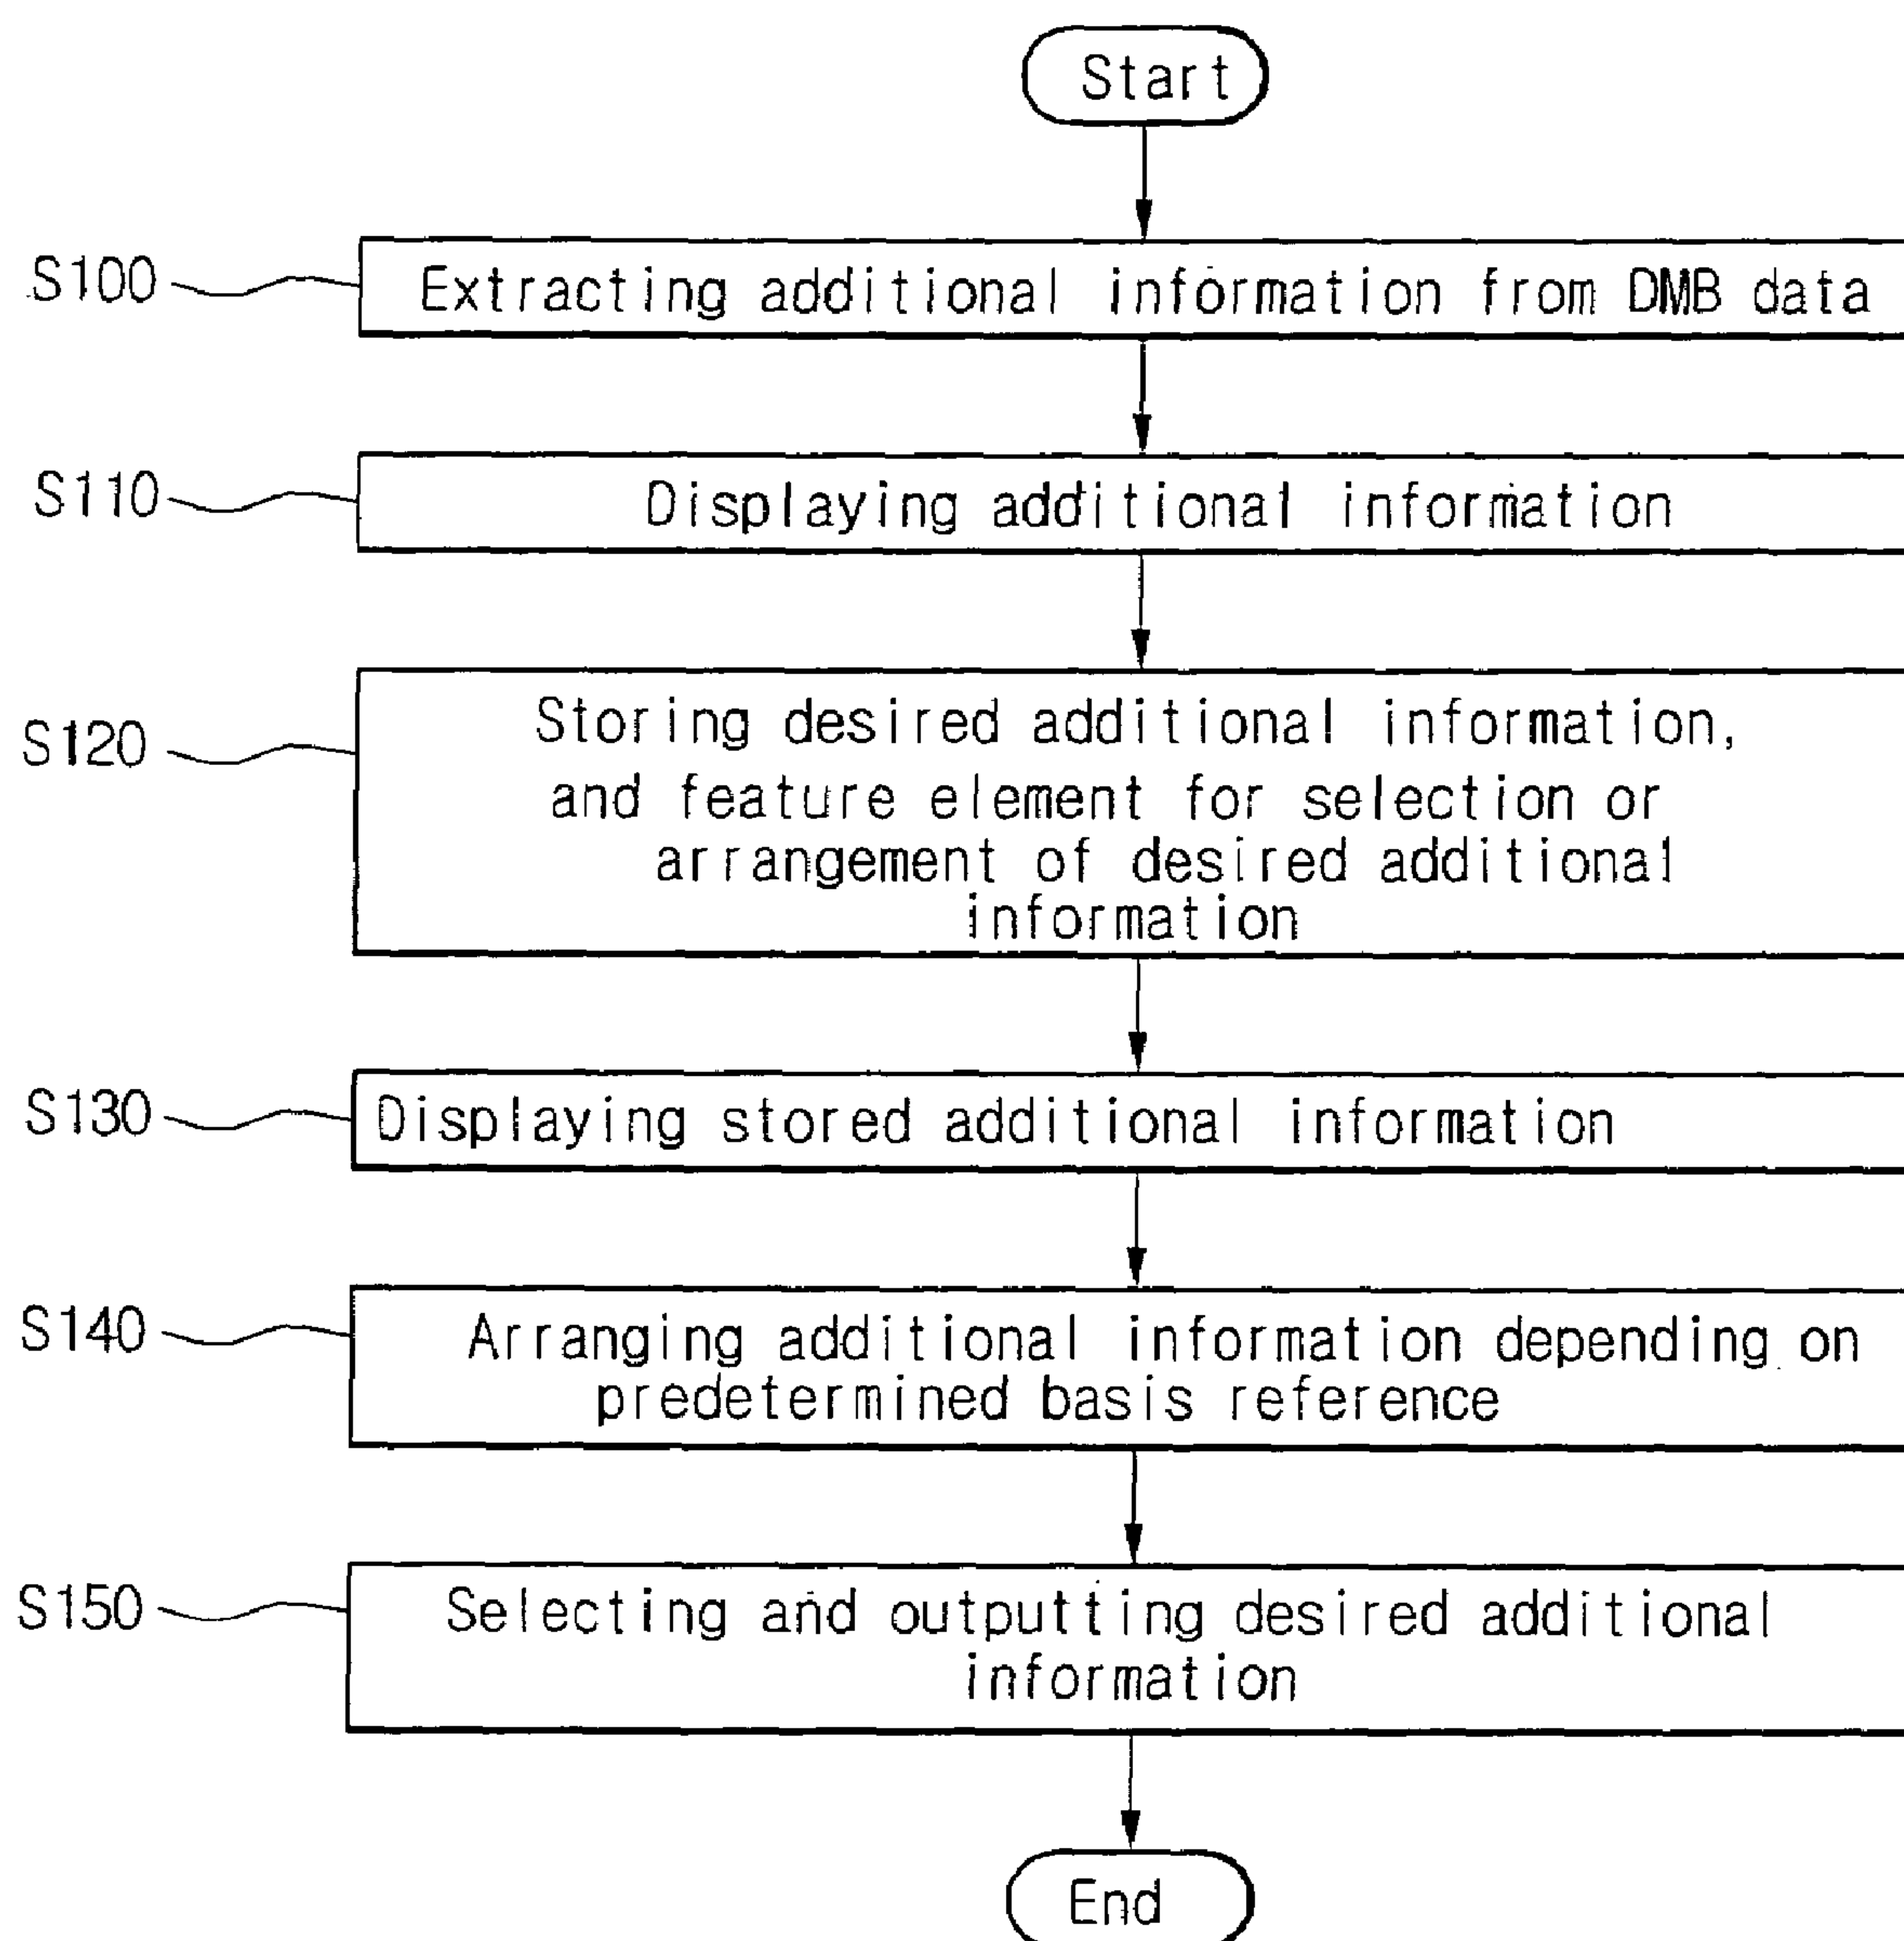 Start
S100
Extracting additional information from DMB data
S110
Displaying additional information
S120
Storing desired additional information,
and feature element for selection or
arrangement of desired additional
information
S130
Displaying stored additional information
S140
Arranging additional information depending on
predetermined basis reference
S150
Selecting and outputting desired additional
information
End